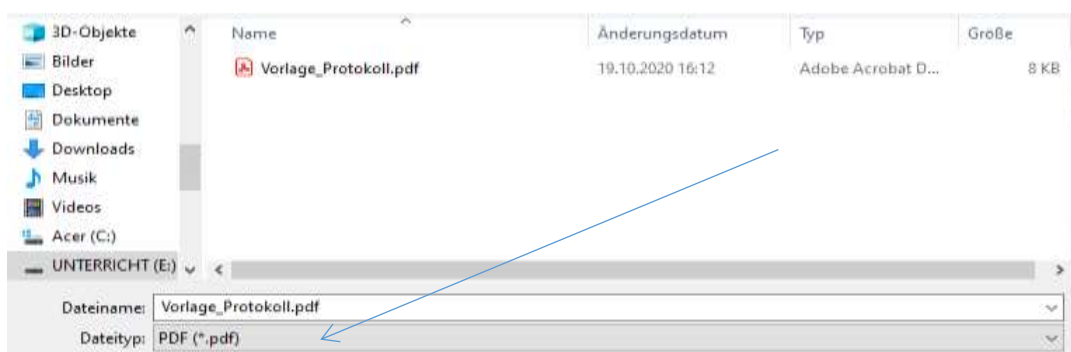 3D-Objekte
Bilder
Desktop
Dokumente
Downloads
Musik
Videos
Acer (C:)
UNTERRICHT (E:)
Name Änderungsdatum Typ Größe
Vorlage_Protokoll.pdf 19.10.2020 16:12 Adobe Acrobat D... 8 KB
Dateiname: Vorlage_Protokoll.pdf
Dateityp: PDF (*.pdf)